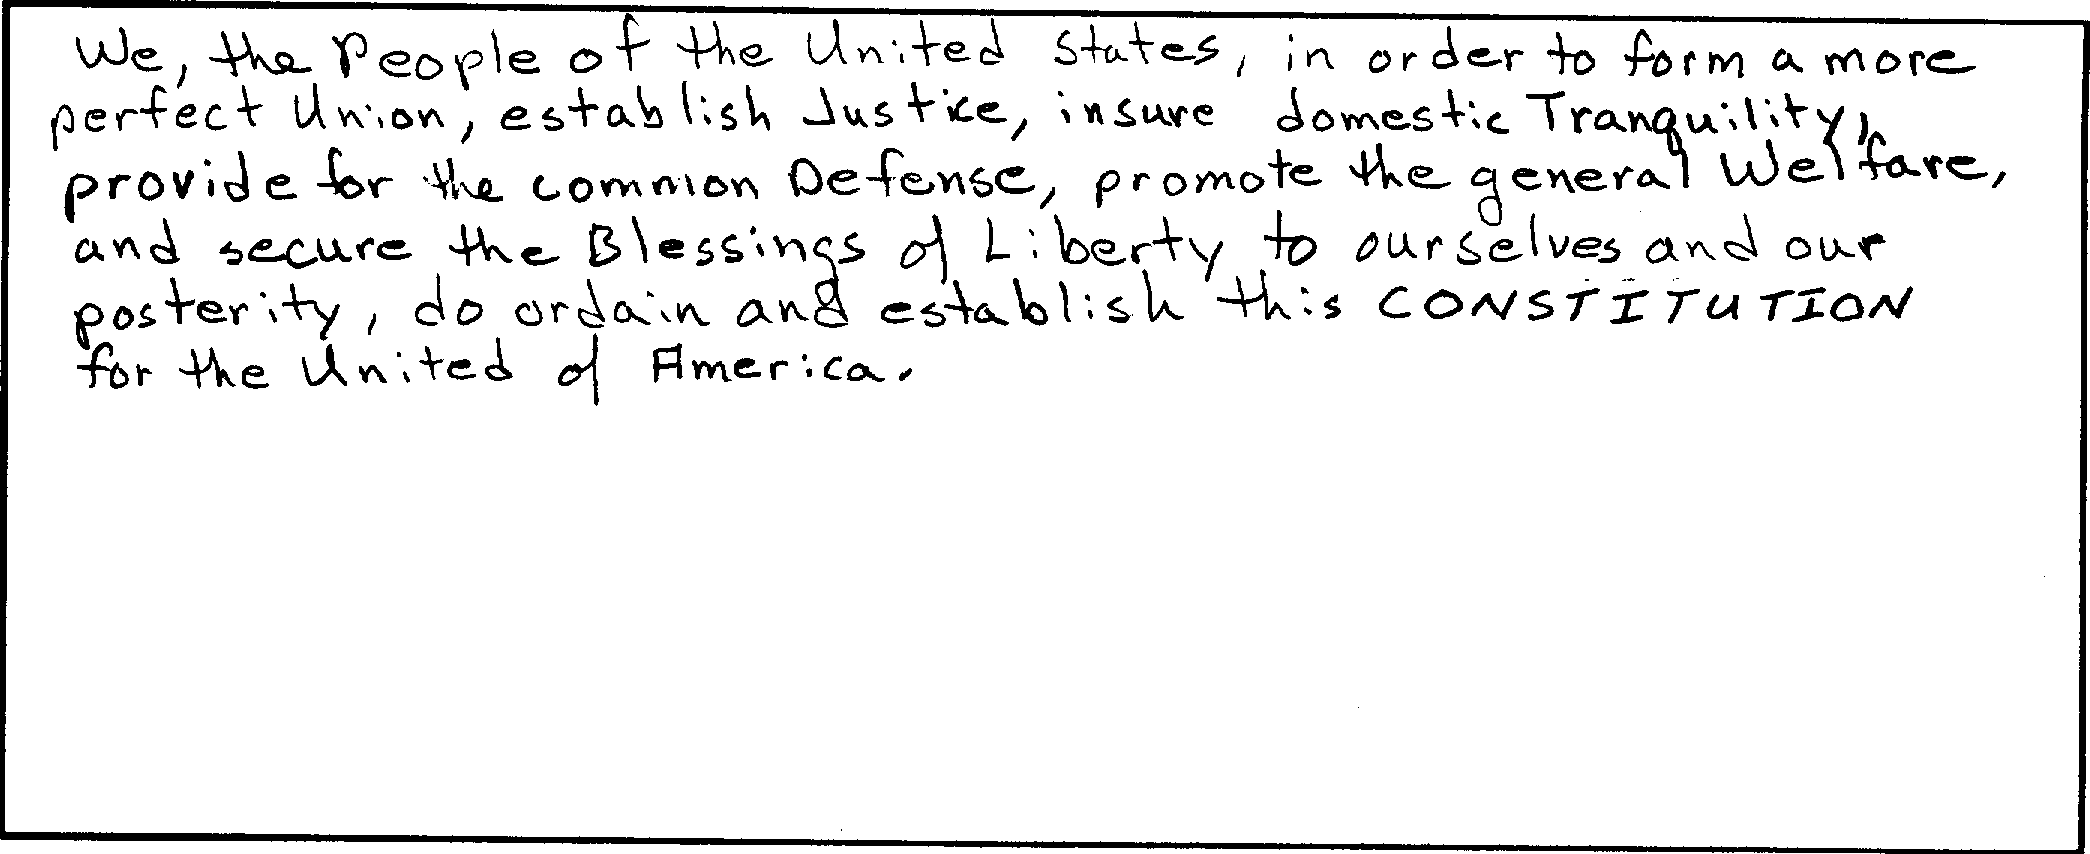 We, the People of the United States, in order to form a more
perfect Union, establish Justice, insure domestic Tranquility,
provide for the common Defense, promote the general Welfare,
and secure the Blessings of Liberty to ourselves and our
posterity, do ordain and establish this CONSTITUTION
for the United of America.